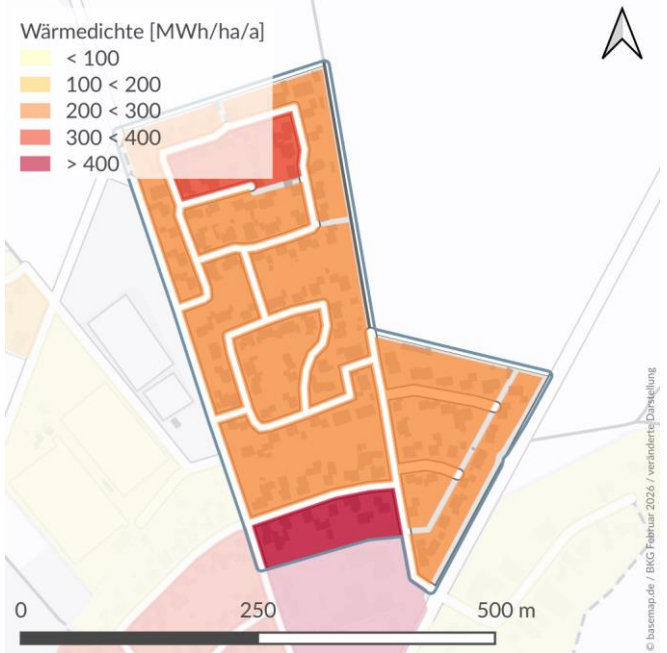 Wärmedichte [MWh/ha/a]
< 100
100 < 200
200 < 300
300 < 400
> 400
0 250 500 m
© basemap.de / BKG Februar 2026 / veränderte Darstellung